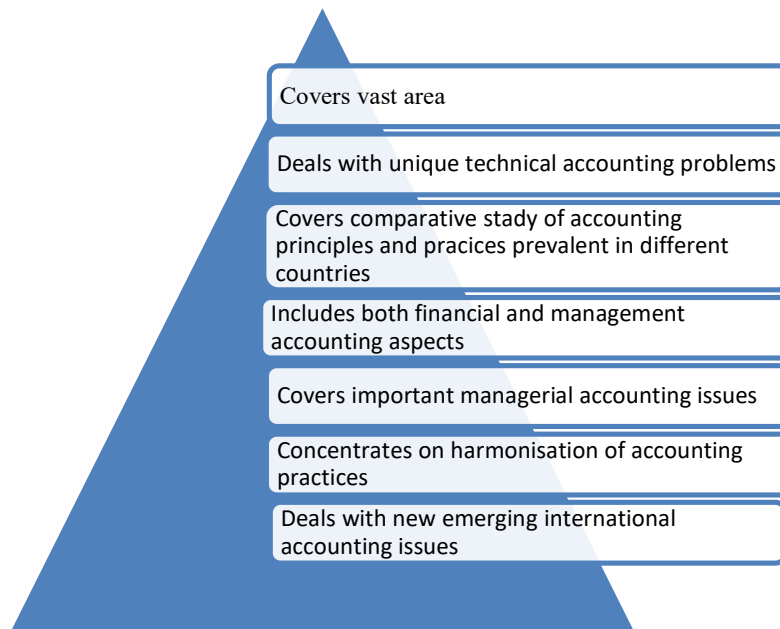 Covers vast area
Deals with unique technical accounting problems
Covers comparative stady of accounting
principles and pracices prevalent in different
countries
Includes both financial and management
accounting aspects
Covers important managerial accounting issues
Concentrates on harmonisation of accounting
practices
Deals with new emerging international
accounting issues